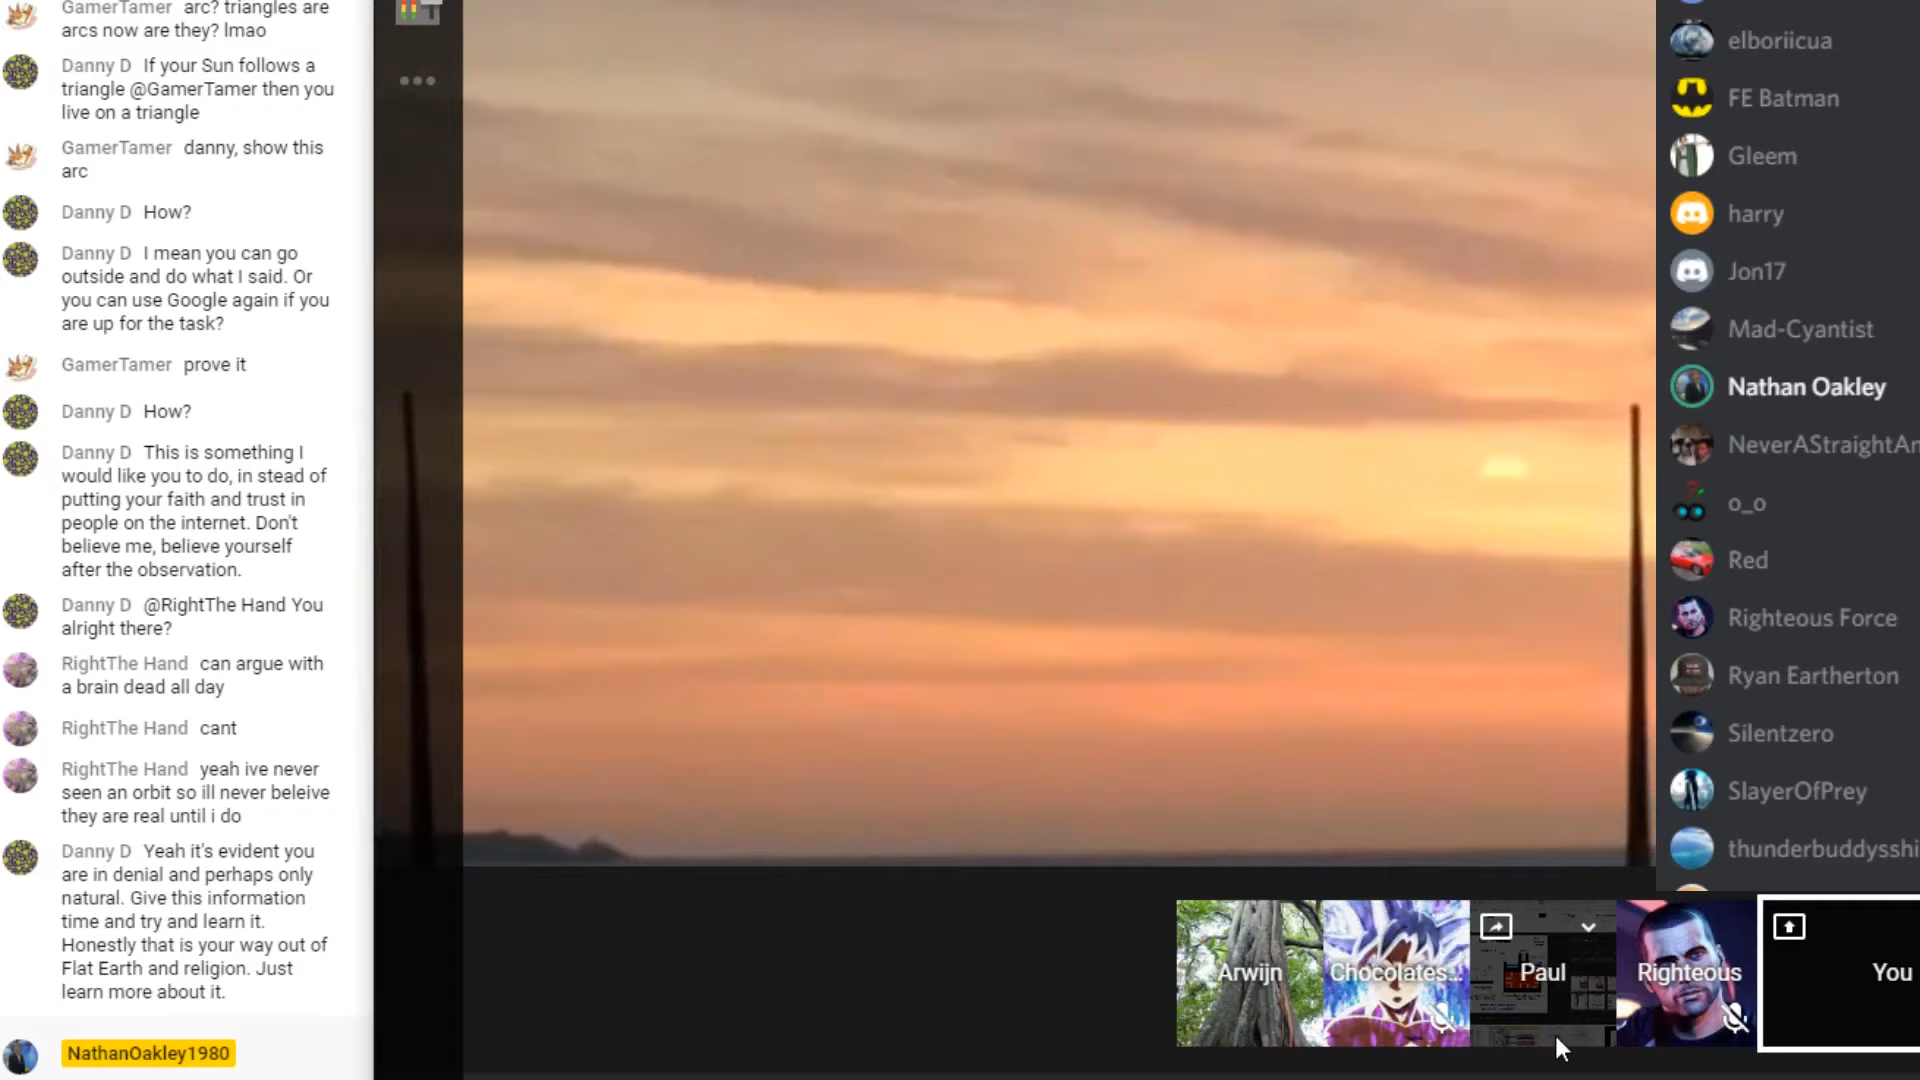 GamerTamer arc? triangles are
arcs now are they? lmao
Danny D If your Sun follows a
triangle @GamerTamer then you
live on a triangle
GamerTamer danny, show this
arc
Danny D How?
Danny D I mean you can go
outside and do what I said. Or
you can use Google again if you
are up for the task?
GamerTamer prove it
Danny D How?
Danny D This is something I
would like you to do, in stead of
putting your faith and trust in
people on the internet. Don't
believe me, believe yourself
after the observation.
Danny D @RightThe Hand You
alright there?
RightThe Hand can argue with
a brain dead all day
RightThe Hand cant
RightThe Hand yeah ive never
seen an orbit so ill never beleive
they are real until i do
Danny D Yeah it's evident you
are in denial and perhaps only
natural. Give this information
time and try and learn it.
Honestly that is your way out of
Flat Earth and religion. Just
learn more about it.
NathanOakley1980
elboriicua
FE Batman
Gleem
harry
Jon17
Mad-Cyantist
Nathan Oakley
NeverAStraightAn
o_o
Red
Righteous Force
Ryan Eartherton
Silentzero
SlayerOfPrey
thunderbuddysshi
Arwijn
Chocolates...
Paul
Righteous
You